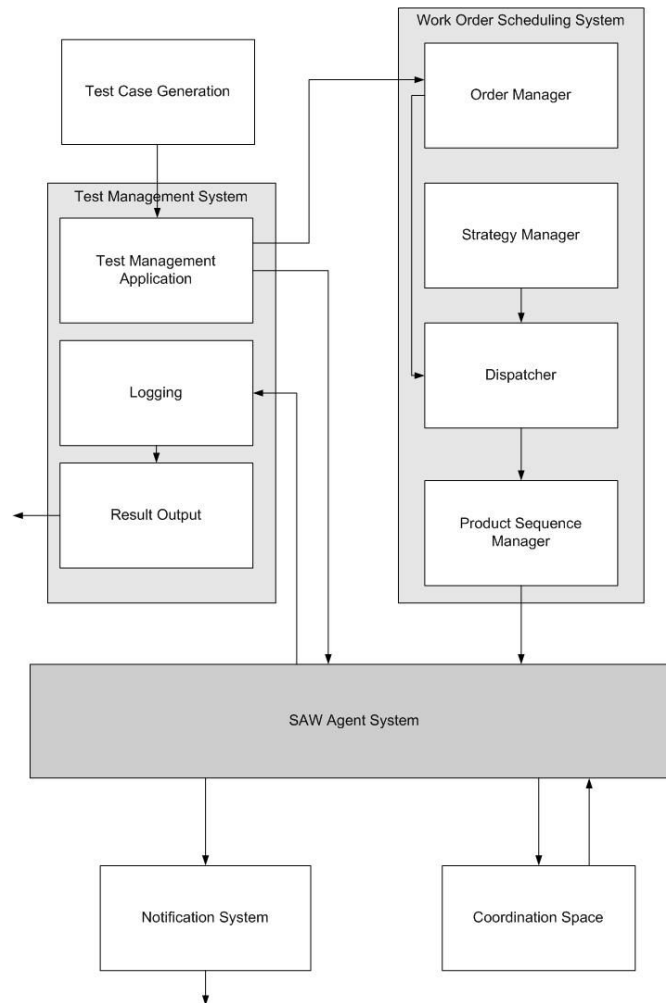 Work Order Scheduling System
Test Case Generation
Order Manager
Test Management System
Test Management
Application
Strategy Manager
Logging
Dispatcher
Result Output
Product Sequence
Manager
SAW Agent System
Notification System
Coordination Space